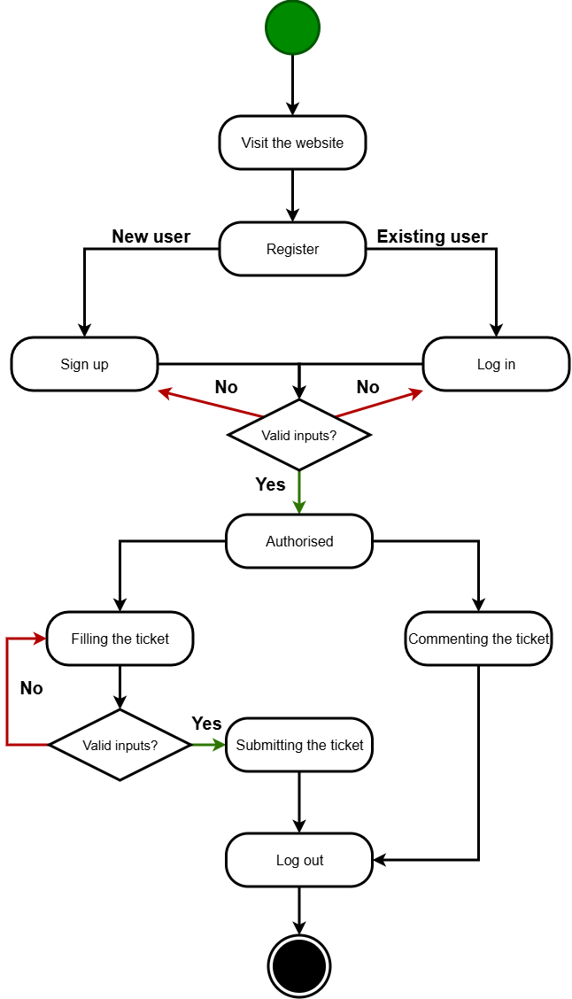 Visit the website
New user
Existing user
Register
Sign up
Log in
No
No
Valid inputs?
Yes
Authorised
Filling the ticket
Commenting the ticket
No
Yes
Valid inputs?
Submitting the ticket
Log out